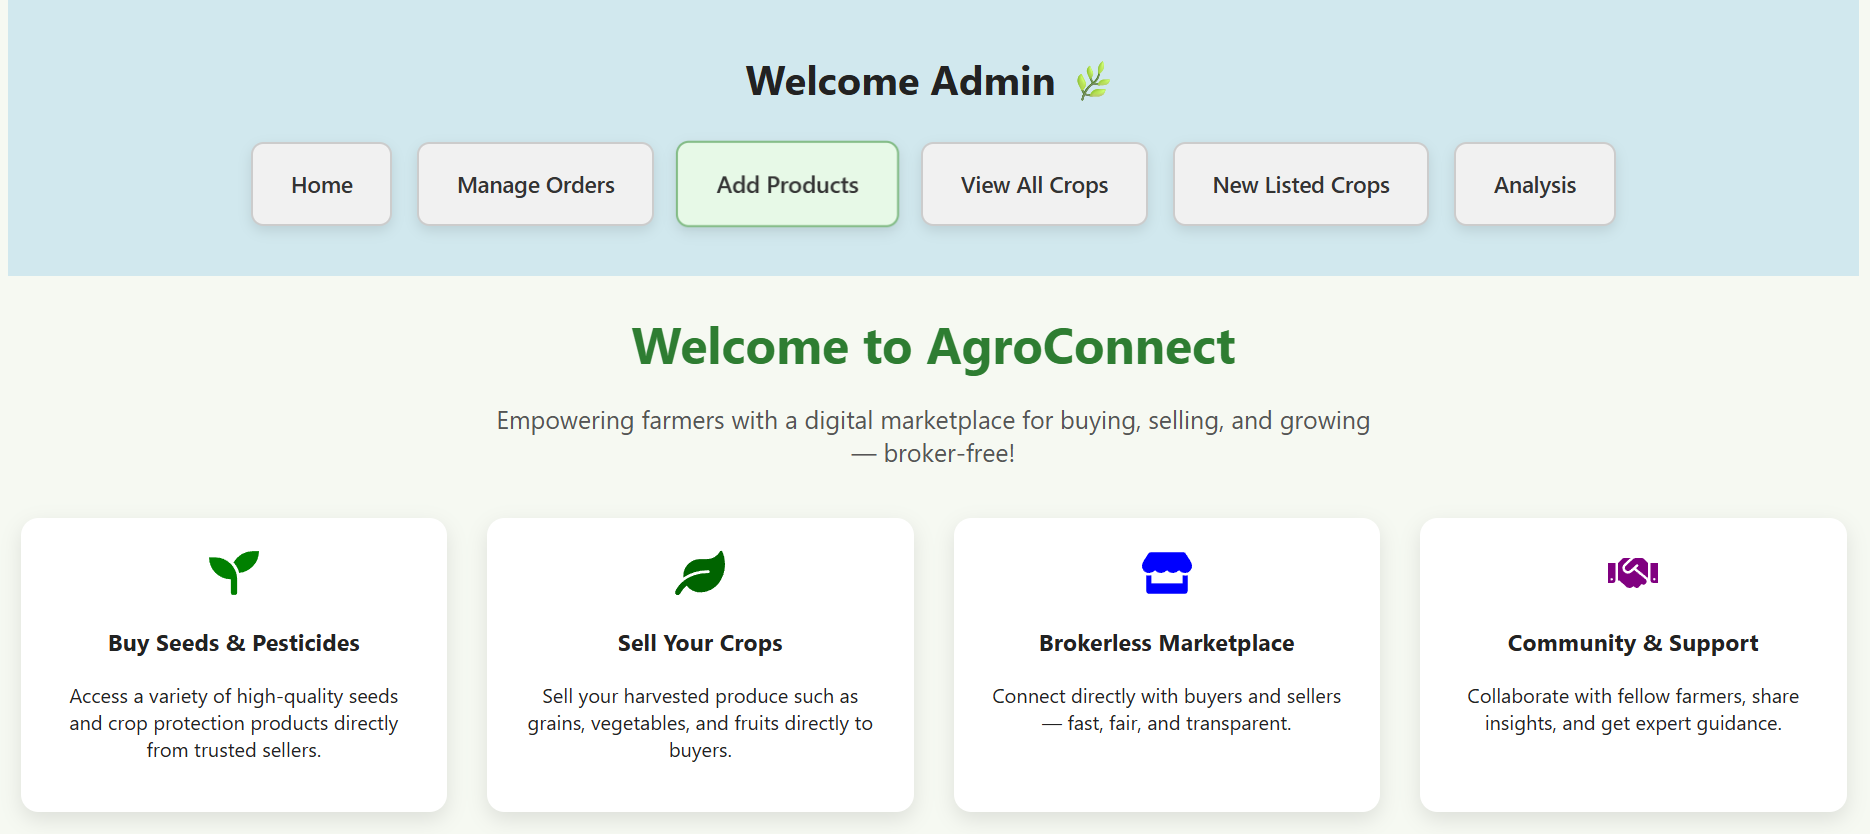 Welcome Admin 🌿
Home
Manage Orders
Add Products
View All Crops
New Listed Crops
Analysis
Welcome to AgroConnect
Empowering farmers with a digital marketplace for buying, selling, and growing
— broker-free!
Buy Seeds & Pesticides
Access a variety of high-quality seeds
and crop protection products directly
from trusted sellers.
Sell Your Crops
Sell your harvested produce such as
grains, vegetables, and fruits directly to
buyers.
Brokerless Marketplace
Connect directly with buyers and sellers
— fast, fair, and transparent.
Community & Support
Collaborate with fellow farmers, share
insights, and get expert guidance.